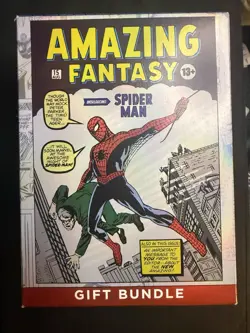 AMAZING
FANTASY
15
13+
INTRODUCING
SPIDER
MAN
THOUGH
THE WORLD
MAY MOCK
PETER
PARKER,
THE TIMID
TEEN-
AGER...
...IT WILL
SOON MARVEL
AT THE
AWESOME
MIGHT OF
SPIDER-MAN!
ALSO IN THIS ISSUE:
AN IMPORTANT
MESSAGE TO
YOU FROM THE
EDITOR--ABOUT
THE NEW
AMAZING!
GIFT BUNDLE